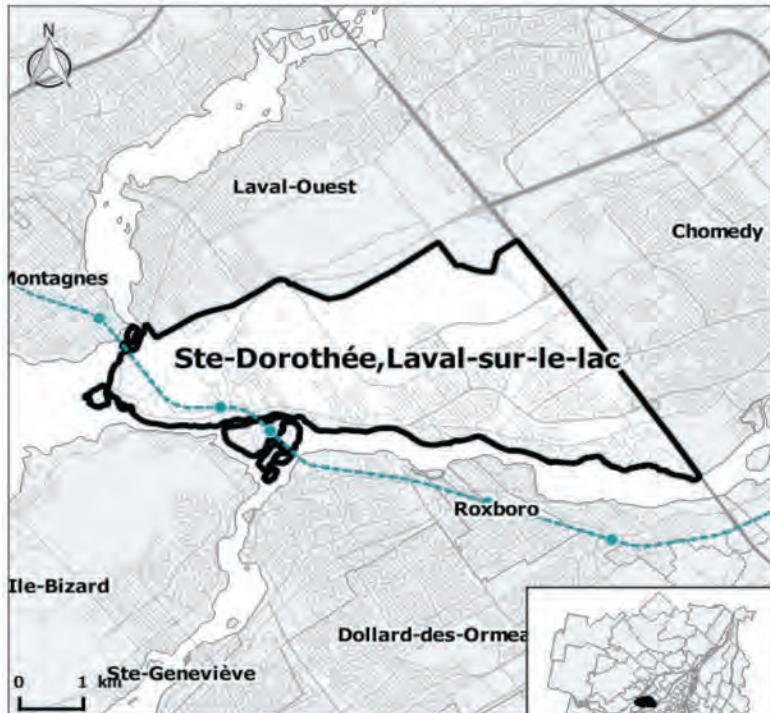 N
Laval-Ouest
Chomedy
Montagnes
Ste-Dorothée,Laval-sur-le-lac
Roxboro
Ile-Bizard
Dollard-des-Ormea
Ste-Geneviève
0 1 km